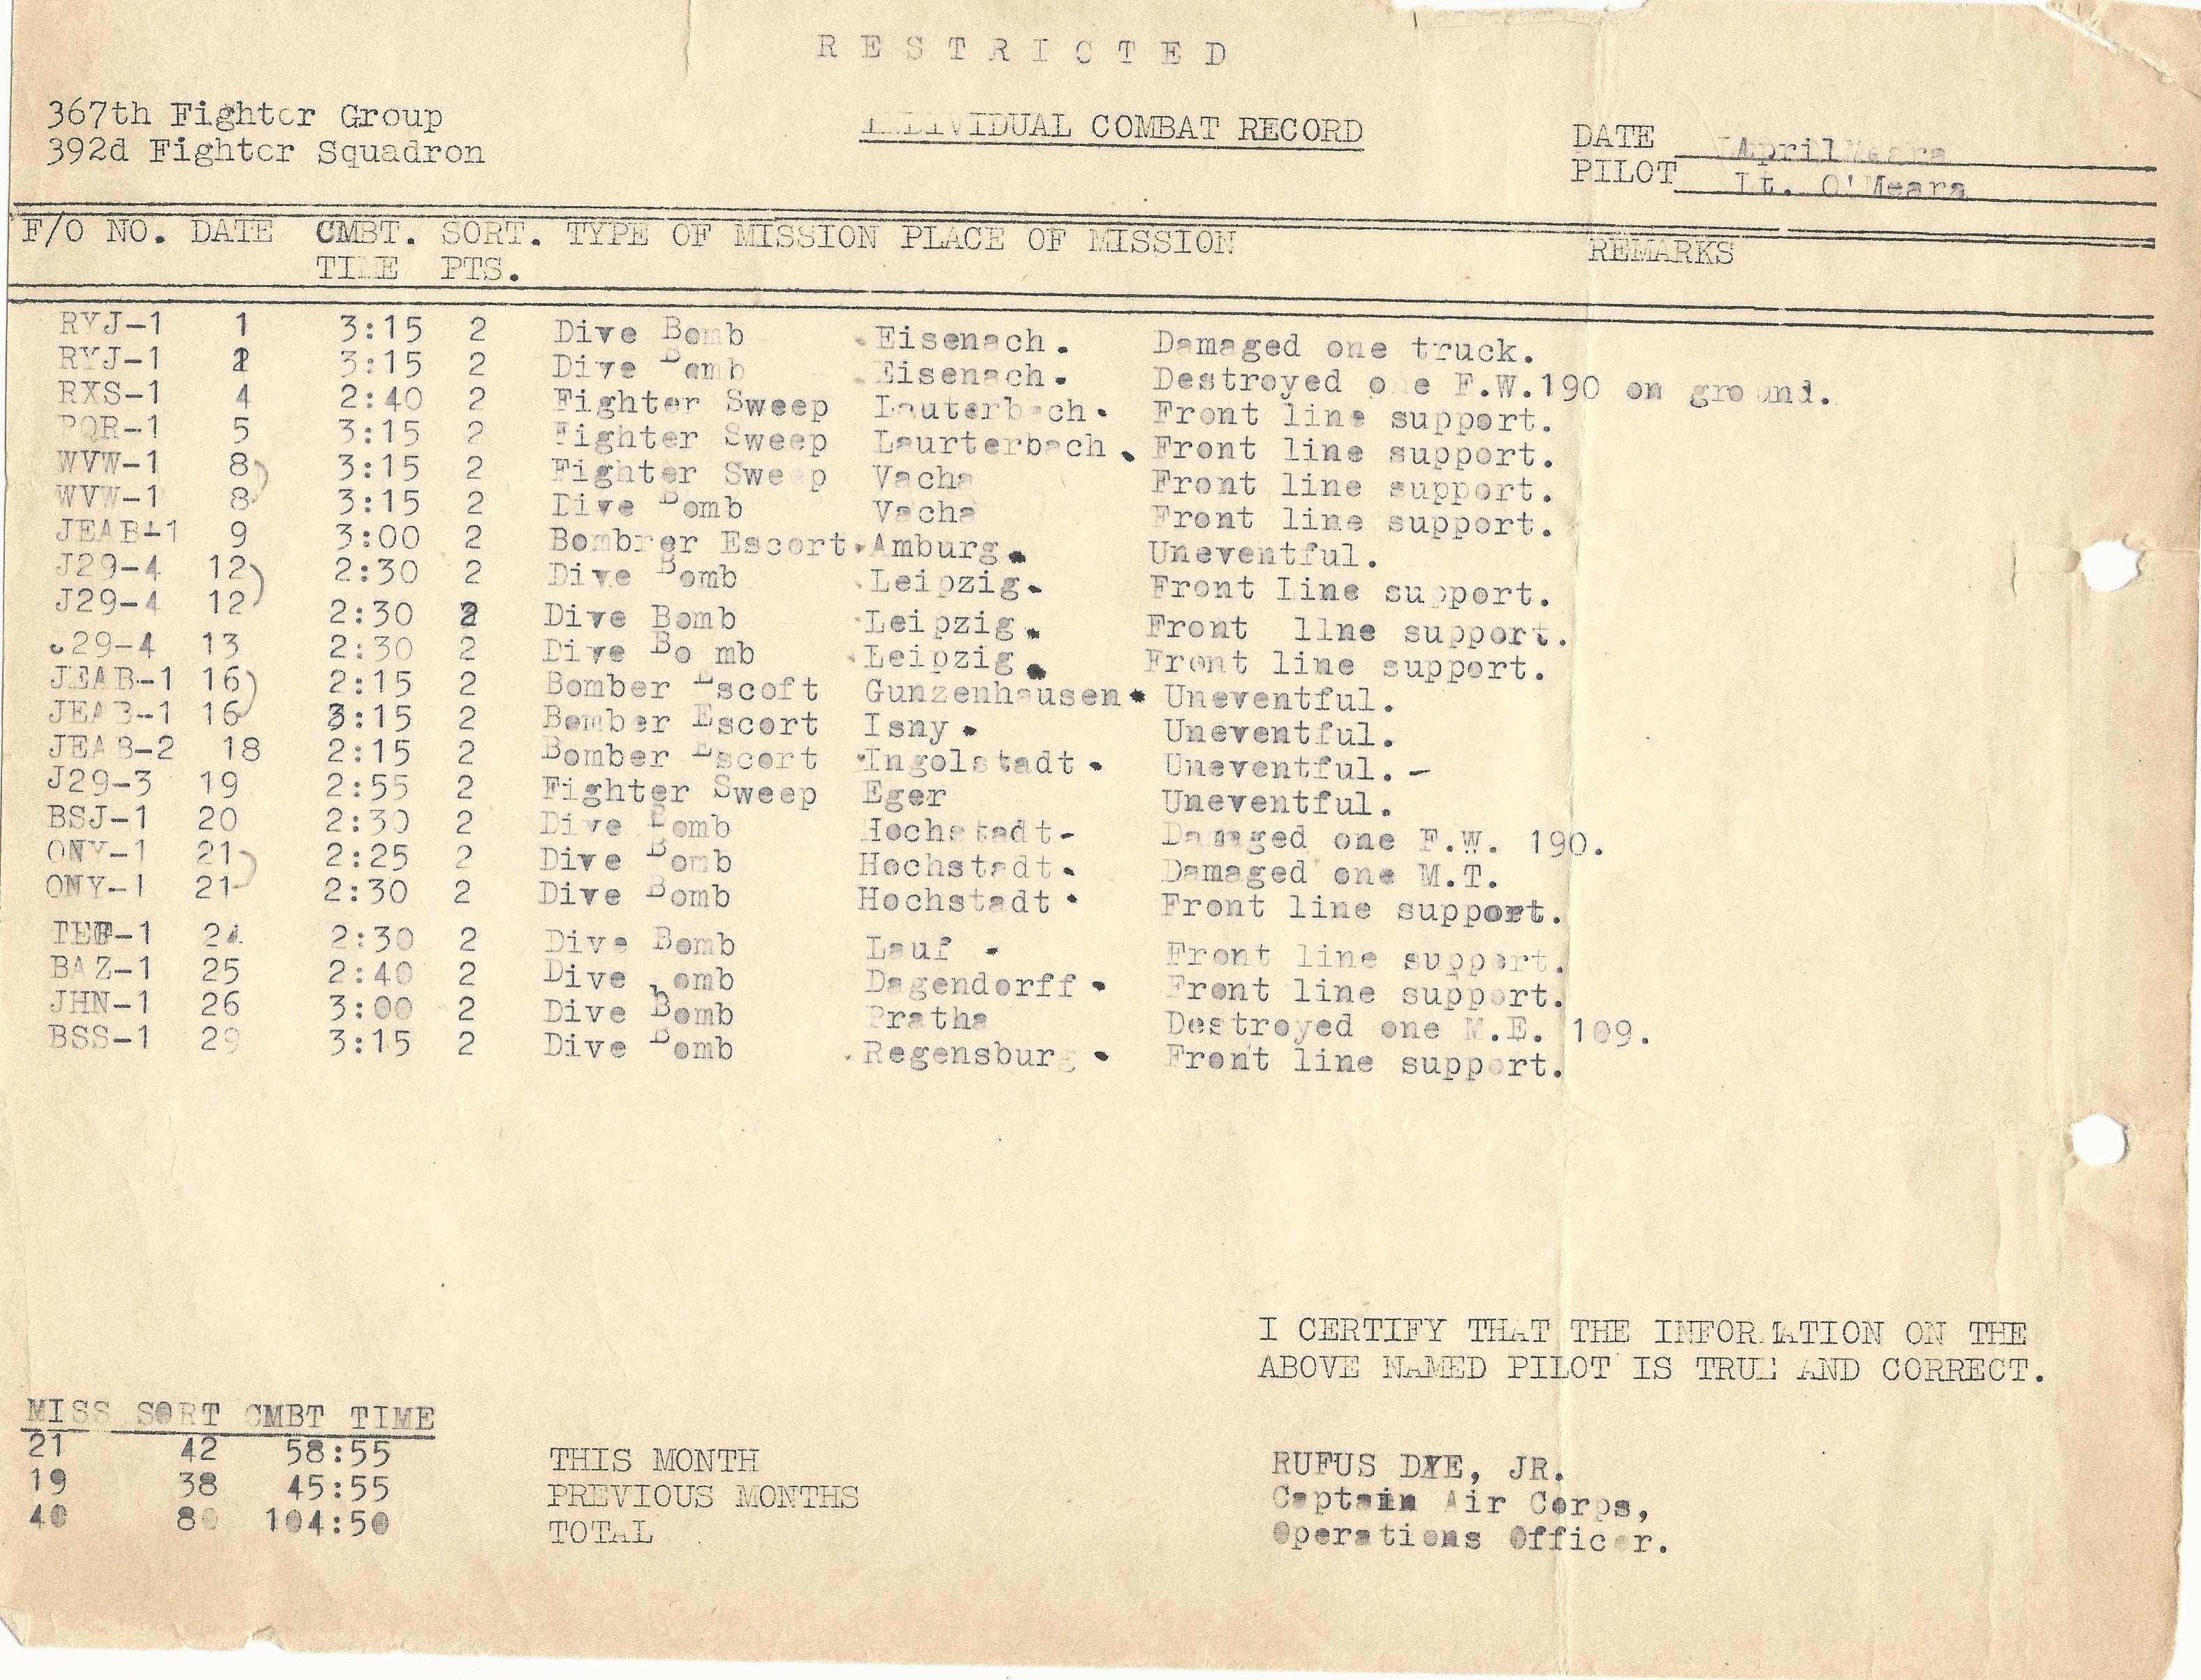 RESTRICTED
367th Fighter Group
392d Fighter Squadron
INDIVIDUAL COMBAT RECORD
DATE April
PILOT Lt. O'Meara
F/O NO. DATE CMBT. SORT. TYPE OF MISSION PLACE OF MISSION REMARKS
TIME PTS.
RYJ-1 1 3:15 2 Dive Bomb Eisenach. Damaged one truck.
RYJ-1 3:15 2 Dive Bomb Eisenach. Destroyed one F.W.190 on ground.
RXS-1 4 2:40 2 Fighter Sweep Lauterbach. Front line support.
PQR-1 5 3:15 2 Fighter Sweep Laurterbach. Front line support.
WVW-1 8 3:15 2 Fighter Sweep Vacha Front line support.
WVW-1 8 3:15 2 Dive Bomb Vacha Front line support.
JEAB-1 9 3:00 2 Bombrer Escort. Amburg. Uneventful.
J29-4 12 2:30 2 Dive Bomb Leipzig. Front Iine support.
J29-4 12 2:30 2 Dive Bomb Leipzig. Front llne support.
J29-4 13 2:30 2 Dive Bo mb Leipzig. Front line support.
JEAB-1 16 2:15 2 Bomber Escoft Gunzenhausen. Uneventful.
JEAB-1 16 3:15 2 Bomber Escort Isny. Uneventful.
JEAB-2 18 2:15 2 Bomber Escort Ingolstadt. Uneventful. -
J29-3 19 2:55 2 Fighter Sweep Eger Uneventful.
BSJ-1 20 2:30 2 Dive Bomb Hochstadt- Damaged one F.W. 190.
ONY-1 21 2:25 2 Dive Bomb Hochstadt. Damaged one M.T.
ONY-1 21 2:30 2 Dive Bomb Hochstadt. Front line support.
24 2:30 2 Dive Bomb Lauf - Front line support.
BAZ-1 25 2:40 2 Dive Bomb Dagendorff. Front line support.
JHN-1 26 3:00 2 Dive Bomb Pratha Destroyed one M.E. 109.
BSS-1 29 3:15 2 Dive Bomb Regensburg. Front line support.
I CERTIFY THAT THE INFORMATION ON THE
ABOVE NAMED PILOT IS TRUE AND CORRECT.
MISS SORT CMBT TIME
21 42 58:55 THIS MONTH
19 38 45:55 PREVIOUS MONTHS
40 80 104:50 TOTAL
RUFUS DYE, JR.
Captain Air Corps,
Operations Officer.